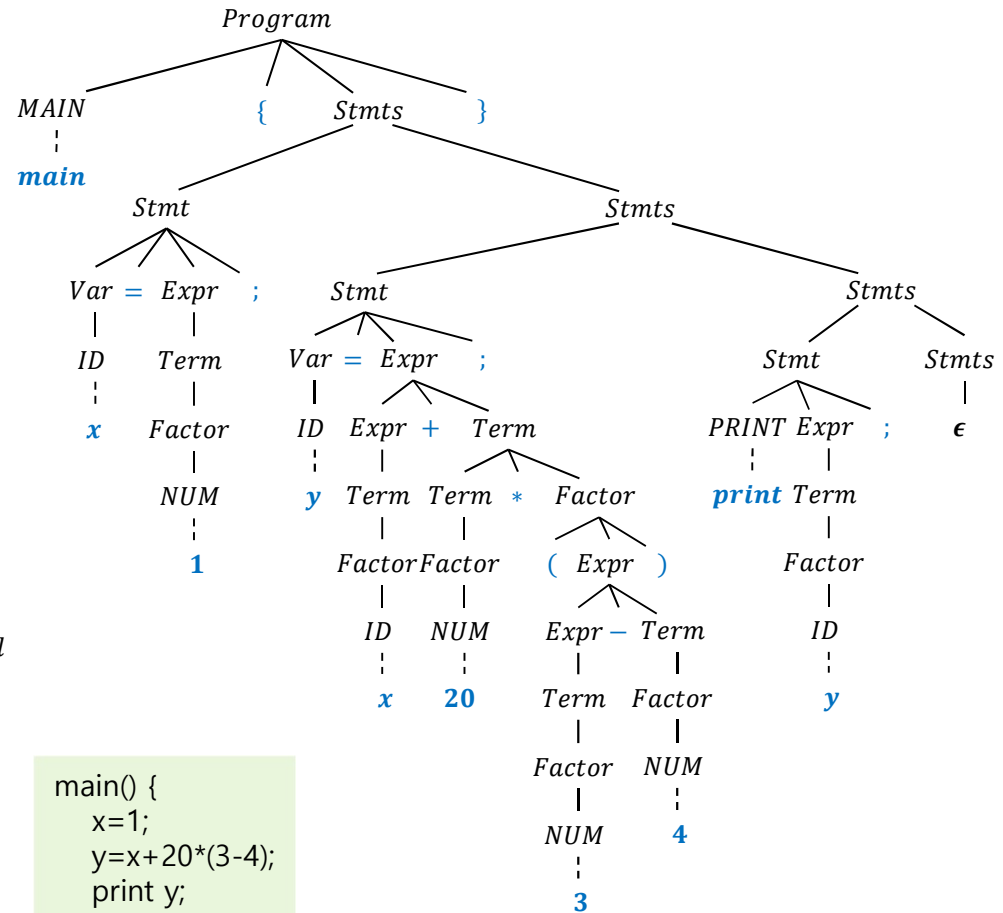 Program
MAIN { Stmts }
main
Stmt Stmts
Var = Expr ; Stmt Stmts
ID Term Var = Expr ; Stmt Stmts
x Factor ID Expr + Term PRINT Expr ; ϵ
NUM y Term Term * Factor print Term
1 Factor Factor ( Expr ) Factor
ID NUM Expr − Term ID
x 20 Term Factor y
Factor NUM
NUM 4
3
main() {
x=1;
y=x+20*(3-4);
print y;